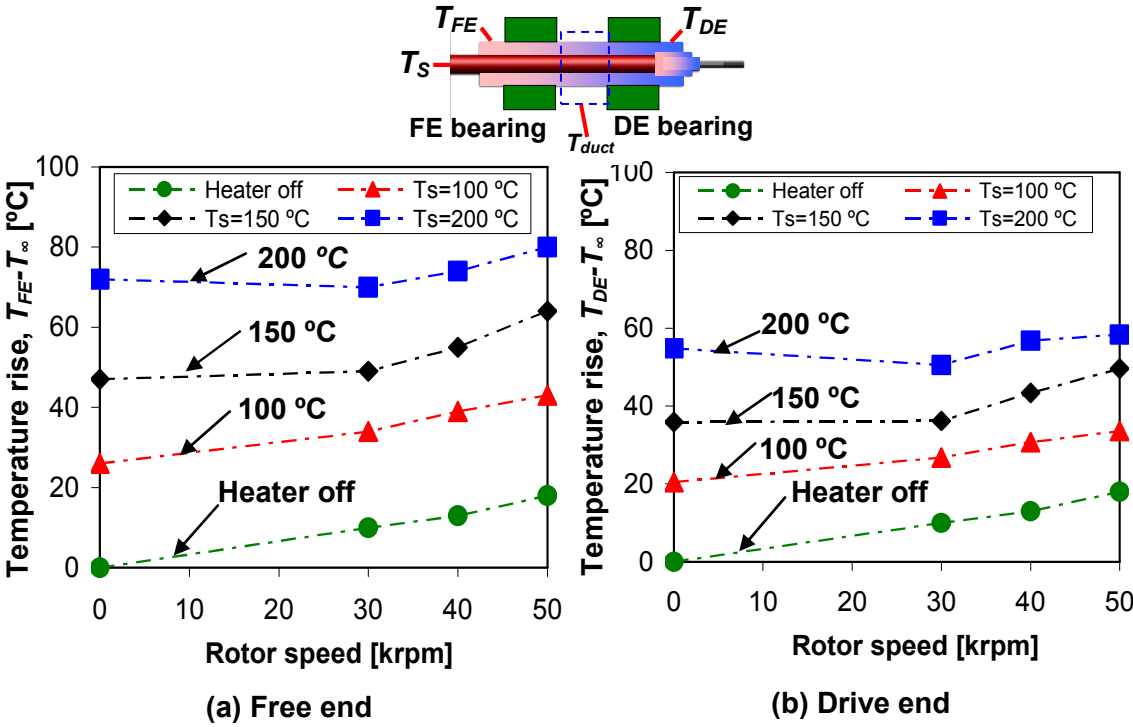 T_FE T_DE
T_S
FE bearing T_duct DE bearing
Temperature rise, T_FE-T_∞ [ºC]
100
80
60
40
20
0
Heater off Ts=100 ºC
Ts=150 ºC Ts=200 ºC
200 ºC
150 ºC
100 ºC
Heater off
0 10 20 30 40 50
Rotor speed [krpm]
(a) Free end
Temperature rise, T_DE-T_∞ [ºC]
100
80
60
40
20
0
Heater off Ts=100 ºC
Ts=150 ºC Ts=200 ºC
200 ºC
150 ºC
100 ºC
Heater off
0 10 20 30 40 50
Rotor speed [krpm]
(b) Drive end